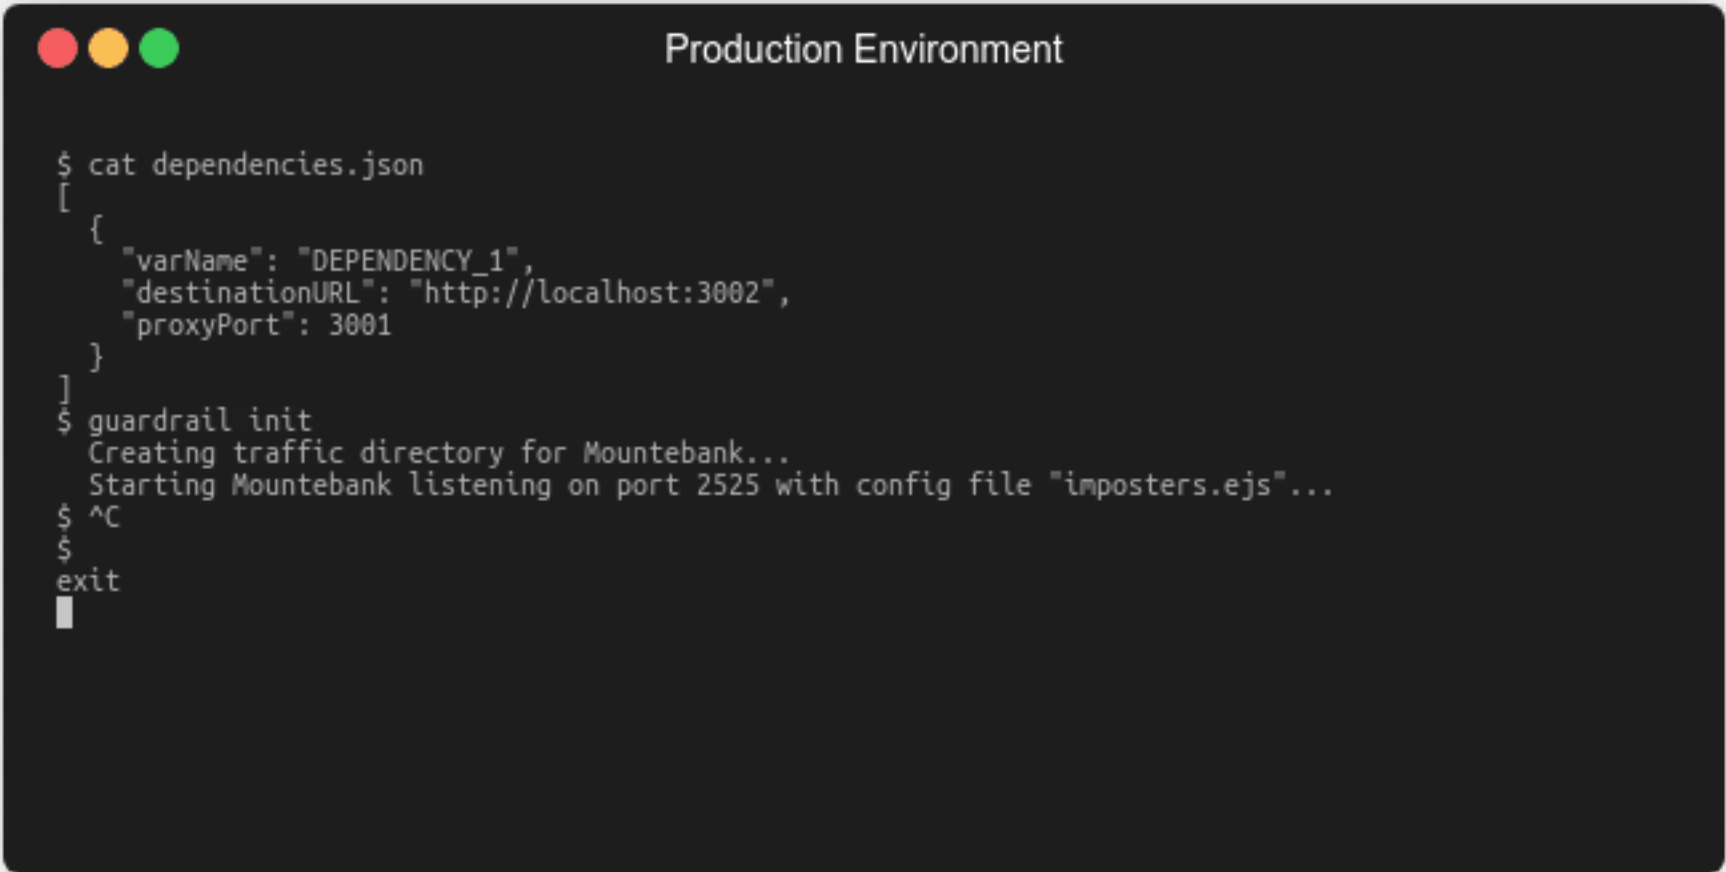 Production Environment
$ cat dependencies.json
[
  {
    "varName": "DEPENDENCY_1",
    "destinationURL": "http://localhost:3002",
    "proxyPort": 3001
  }
]
$ guardrail init
  Creating traffic directory for Mountebank...
  Starting Mountebank listening on port 2525 with config file "imposters.ejs"...
$ ^C
$
exit